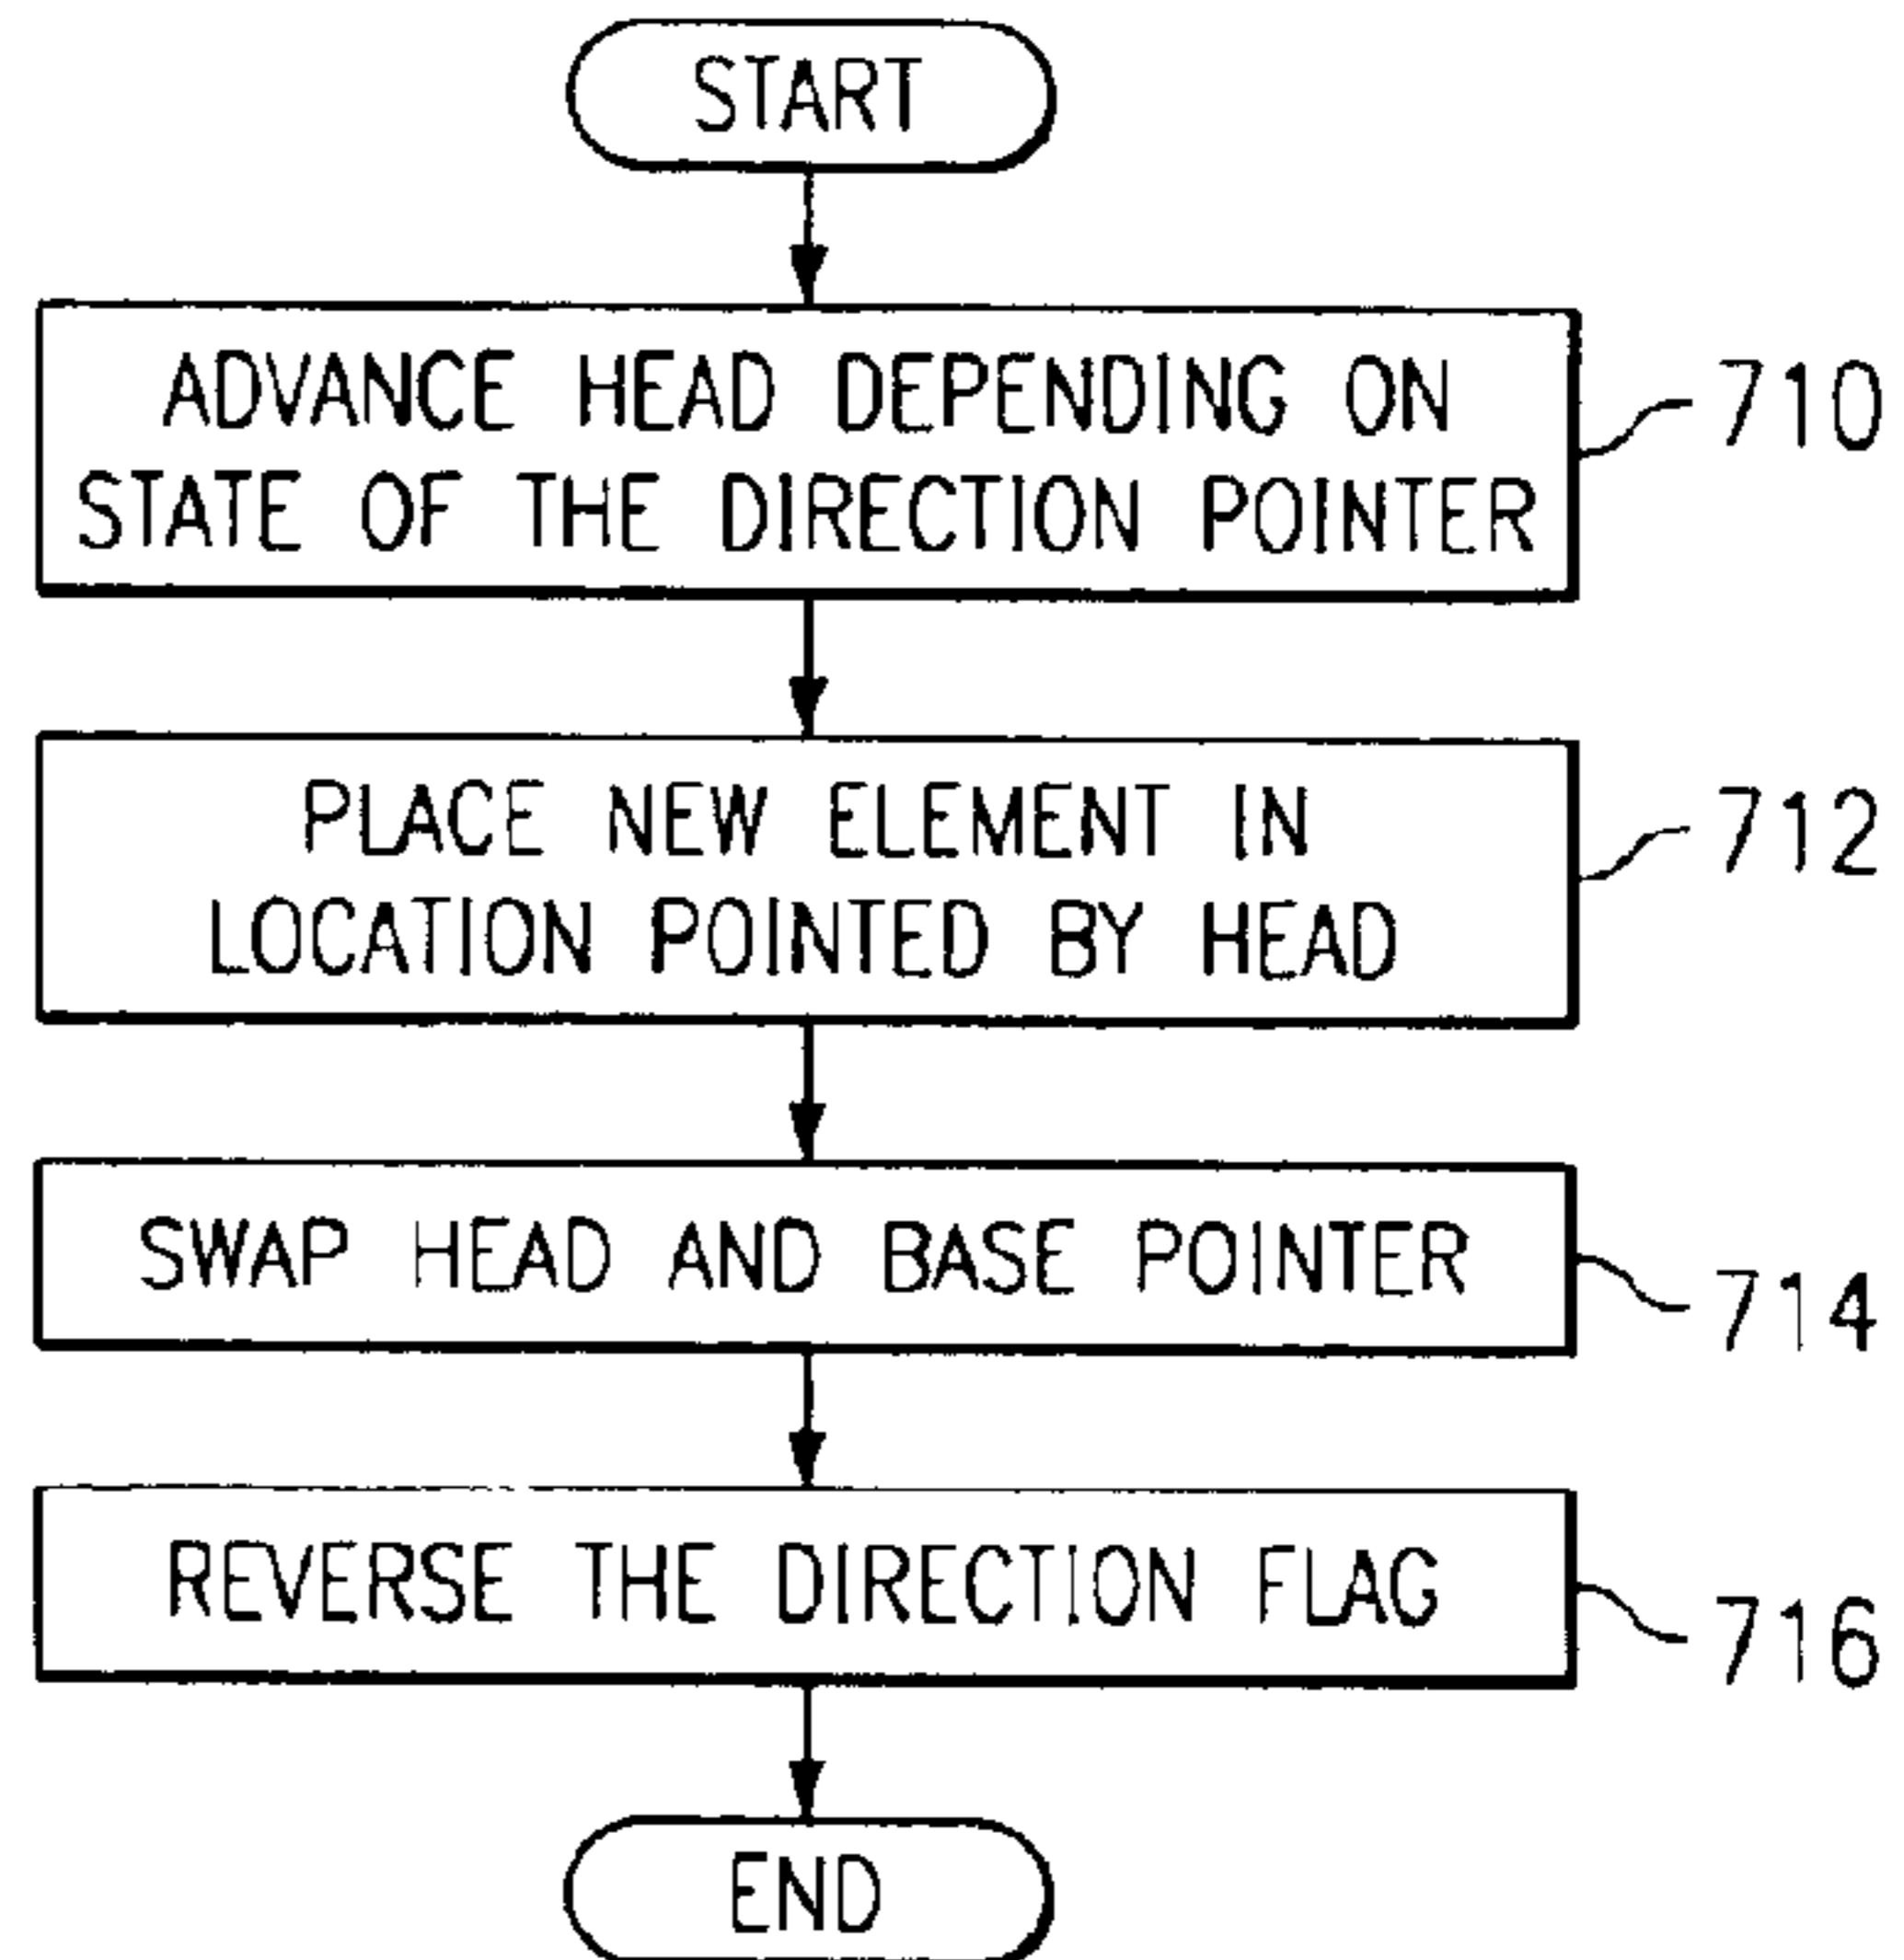 START
ADVANCE HEAD DEPENDING ON
STATE OF THE DIRECTION POINTER
710
PLACE NEW ELEMENT IN
LOCATION POINTED BY HEAD
712
SWAP HEAD AND BASE POINTER
714
REVERSE THE DIRECTION FLAG
716
END